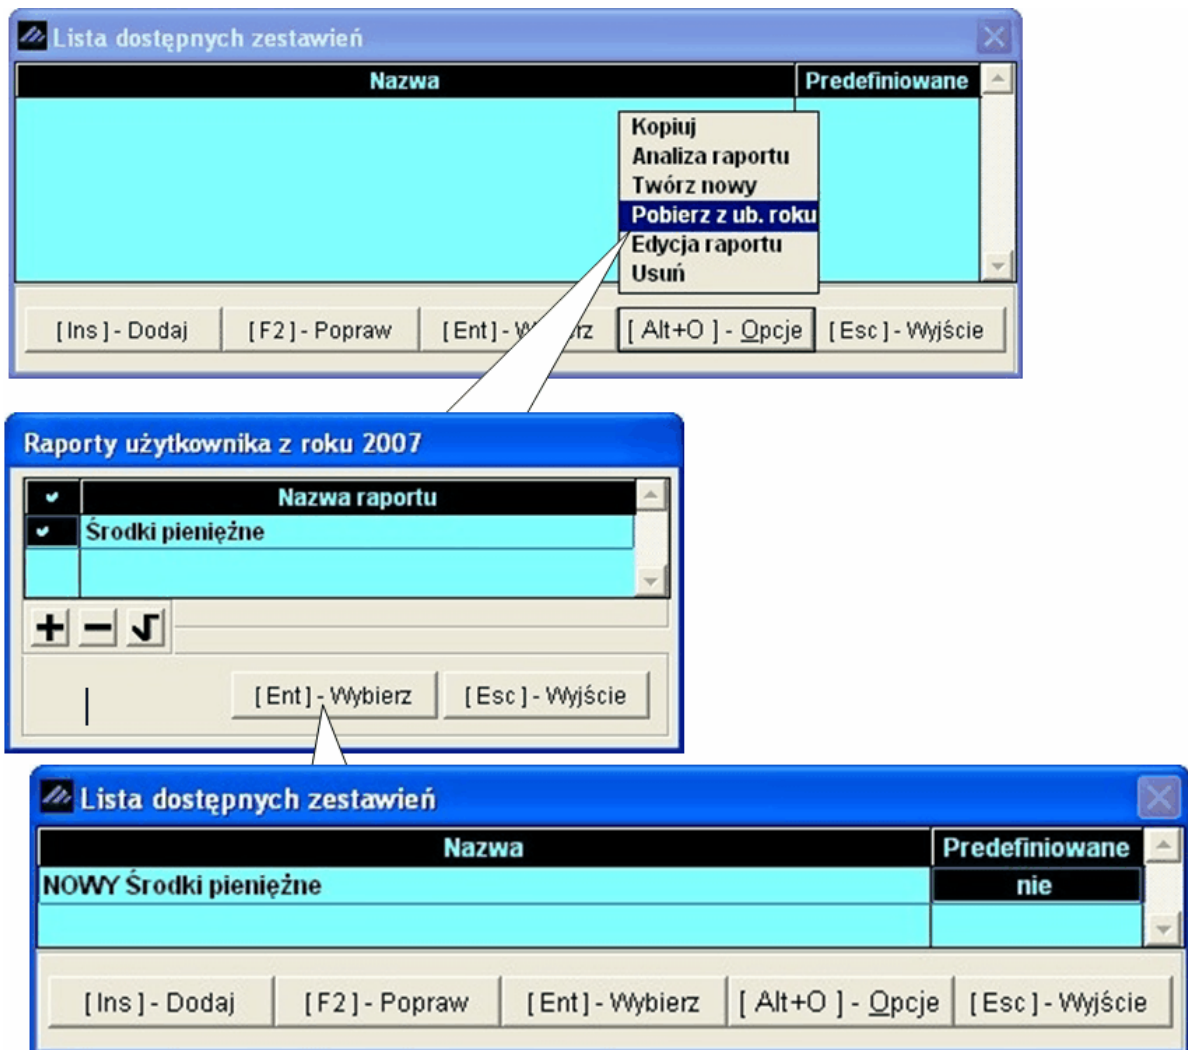 Lista dostępnych zestawień
Nazwa Predefiniowane
Kopiuj
Analiza raportu
Twórz nowy
Pobierz z ub. roku
Edycja raportu
Usuń
[ Ins ] - Dodaj [ F2 ] - Popraw [ Ent ] - W rz [ Alt+O ] - Opcje [ Esc ] - Wyjście
Raporty użytkownika z roku 2007
Nazwa raportu
Środki pieniężne
[ Ent ] - Wybierz [ Esc ] - Wyjście
Lista dostępnych zestawień
Nazwa Predefiniowane
NOWY Środki pieniężne nie
[ Ins ] - Dodaj [ F2 ] - Popraw [ Ent ] - Wybierz [ Alt+O ] - Opcje [ Esc ] - Wyjście